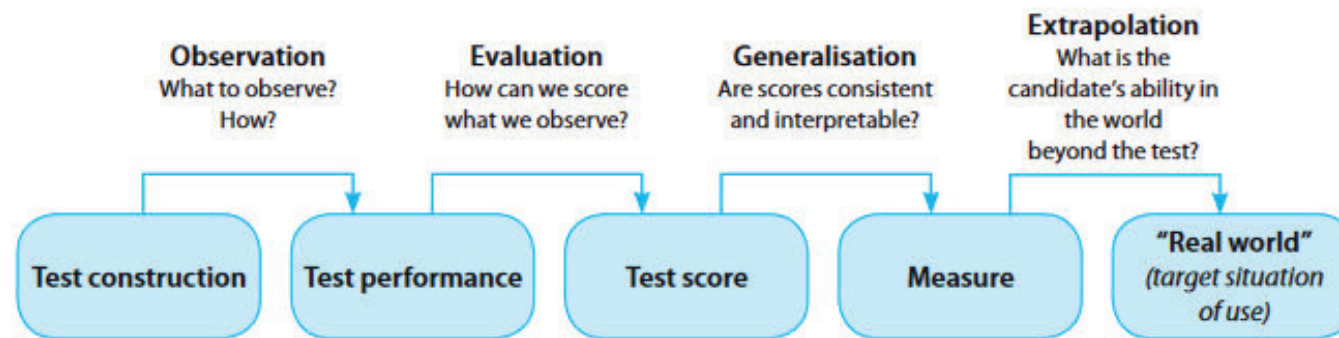 Observation
What to observe?
How?
Evaluation
How can we score
what we observe?
Generalisation
Are scores consistent
and interpretable?
Extrapolation
What is the
candidate's ability in
the world
beyond the test?
Test construction
Test performance
Test score
Measure
“Real world”
(target situation
of use)